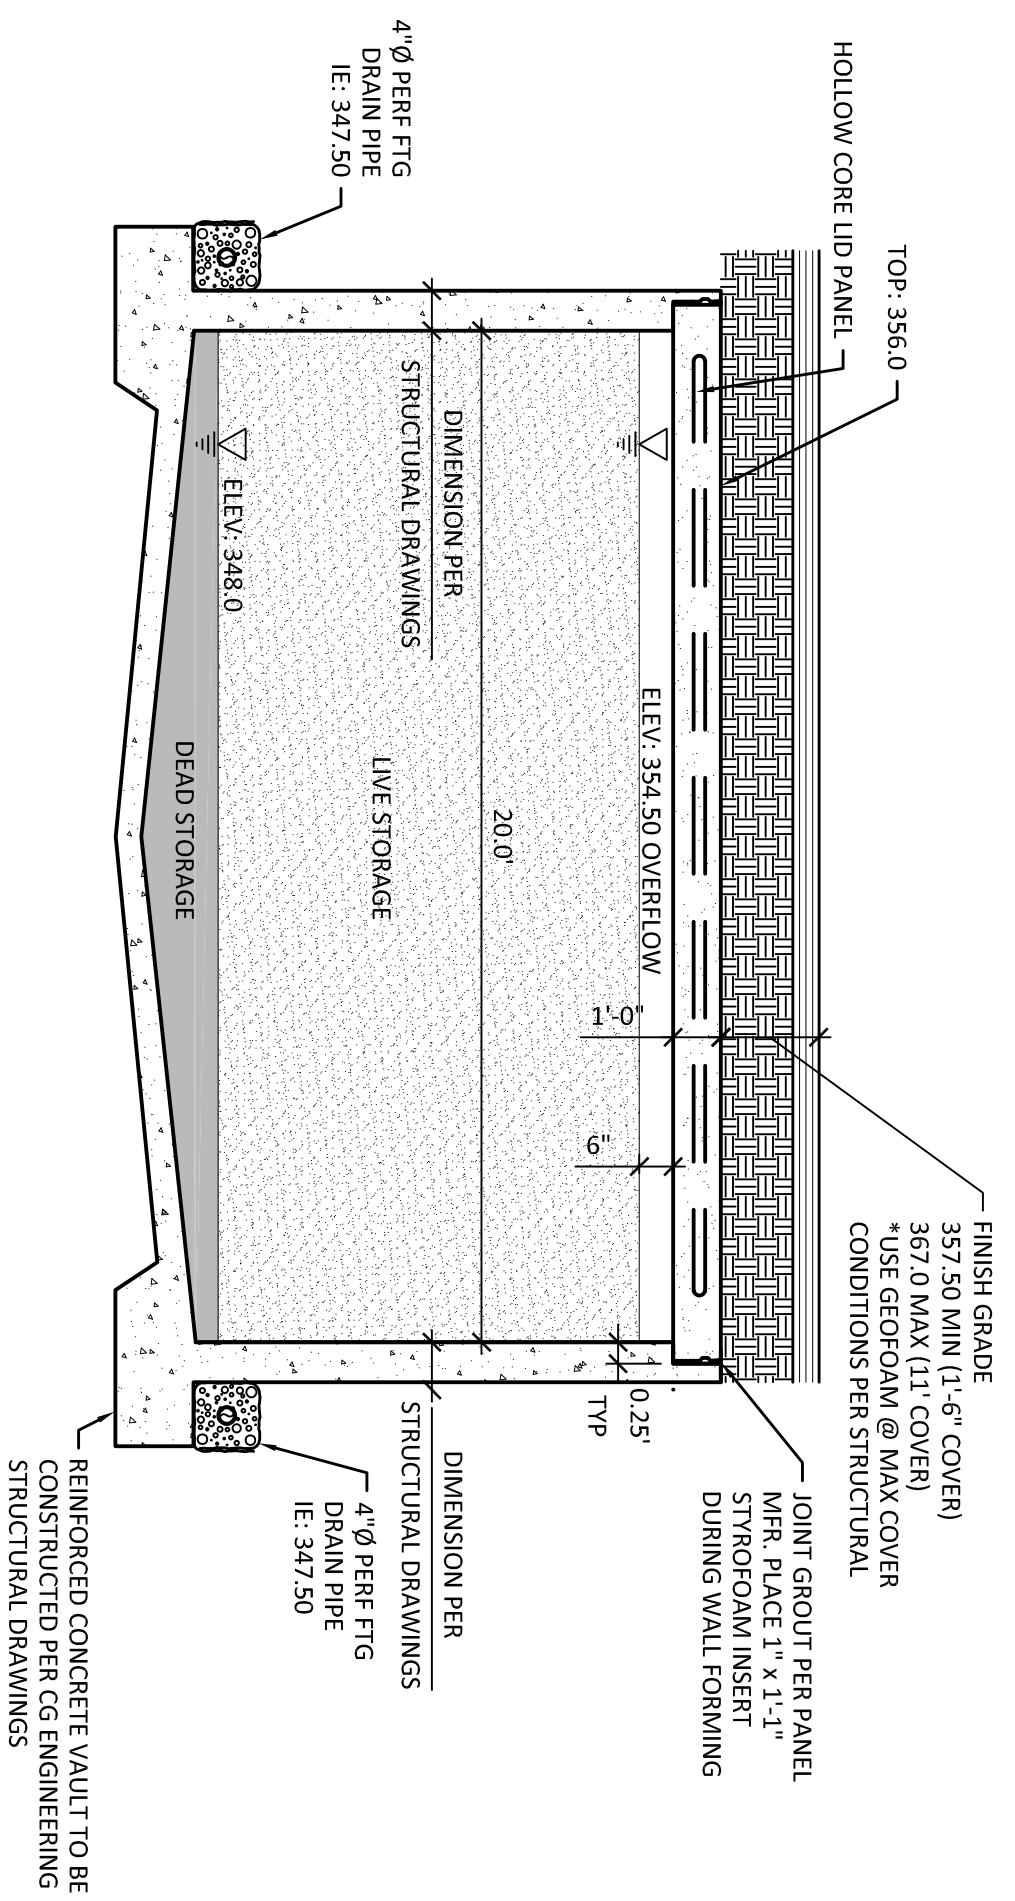 4"Ø PERF FTG
DRAIN PIPE
IE: 347.50
HOLLOW CORE LID PANEL
TOP: 356.0
FINISH GRADE
357.50 MIN (1'-6" COVER)
367.0 MAX (11' COVER)
*USE GEOFOAM @ MAX COVER
CONDITIONS PER STRUCTURAL
JOINT GROUT PER PANEL
MFR. PLACE 1" x 1'-1"
STYROFOAM INSERT
DURING WALL FORMING
1'-0"
6"
0.25'
TYP
ELEV: 354.50 OVERFLOW
20.0'
DIMENSION PER
STRUCTURAL DRAWINGS
LIVE STORAGE
DIMENSION PER
STRUCTURAL DRAWINGS
ELEV: 348.0
DEAD STORAGE
4"Ø PERF FTG
DRAIN PIPE
IE: 347.50
REINFORCED CONCRETE VAULT TO BE
CONSTRUCTED PER CG ENGINEERING
STRUCTURAL DRAWINGS